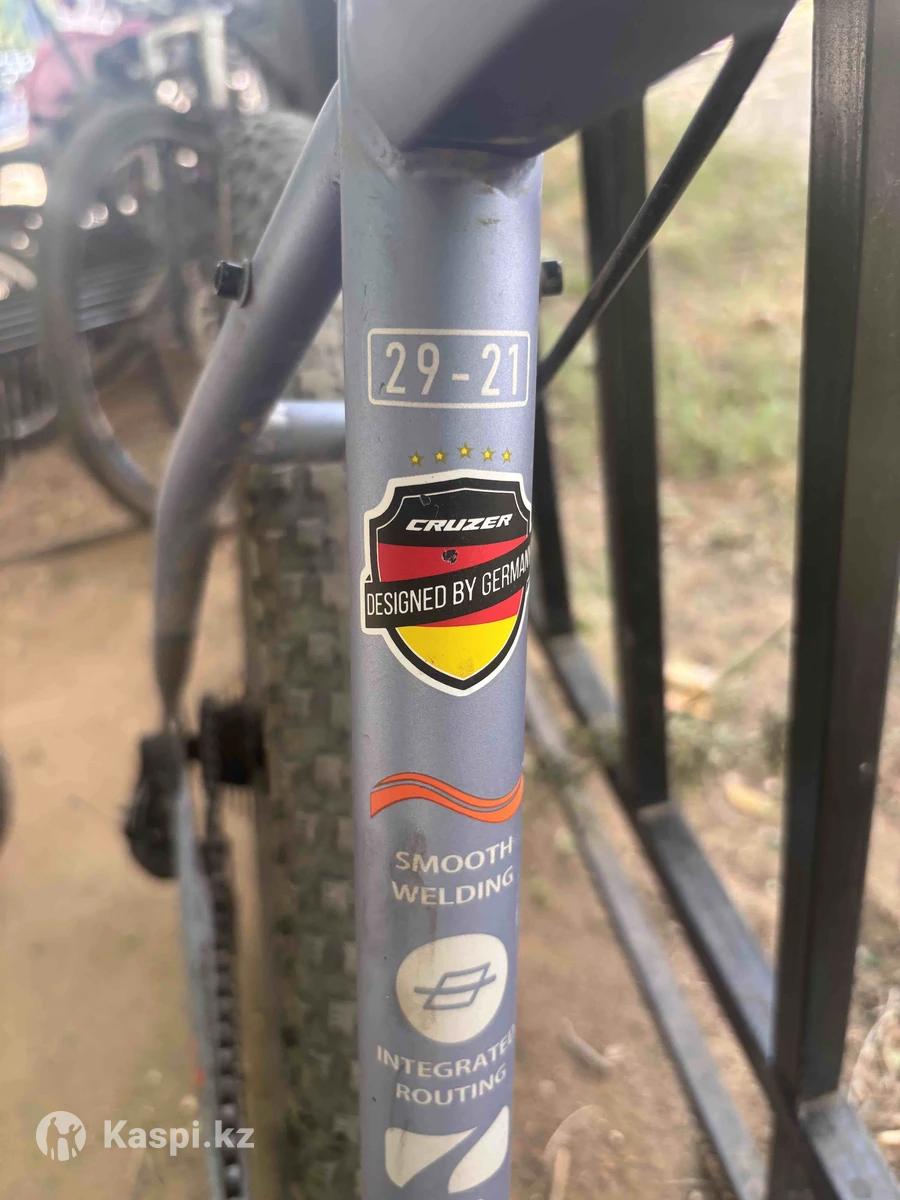 29-21
CRUZER
DESIGNED BY GERMAN
SMOOTH
WELDING
INTEGRATED
ROUTING
Kaspi.kz